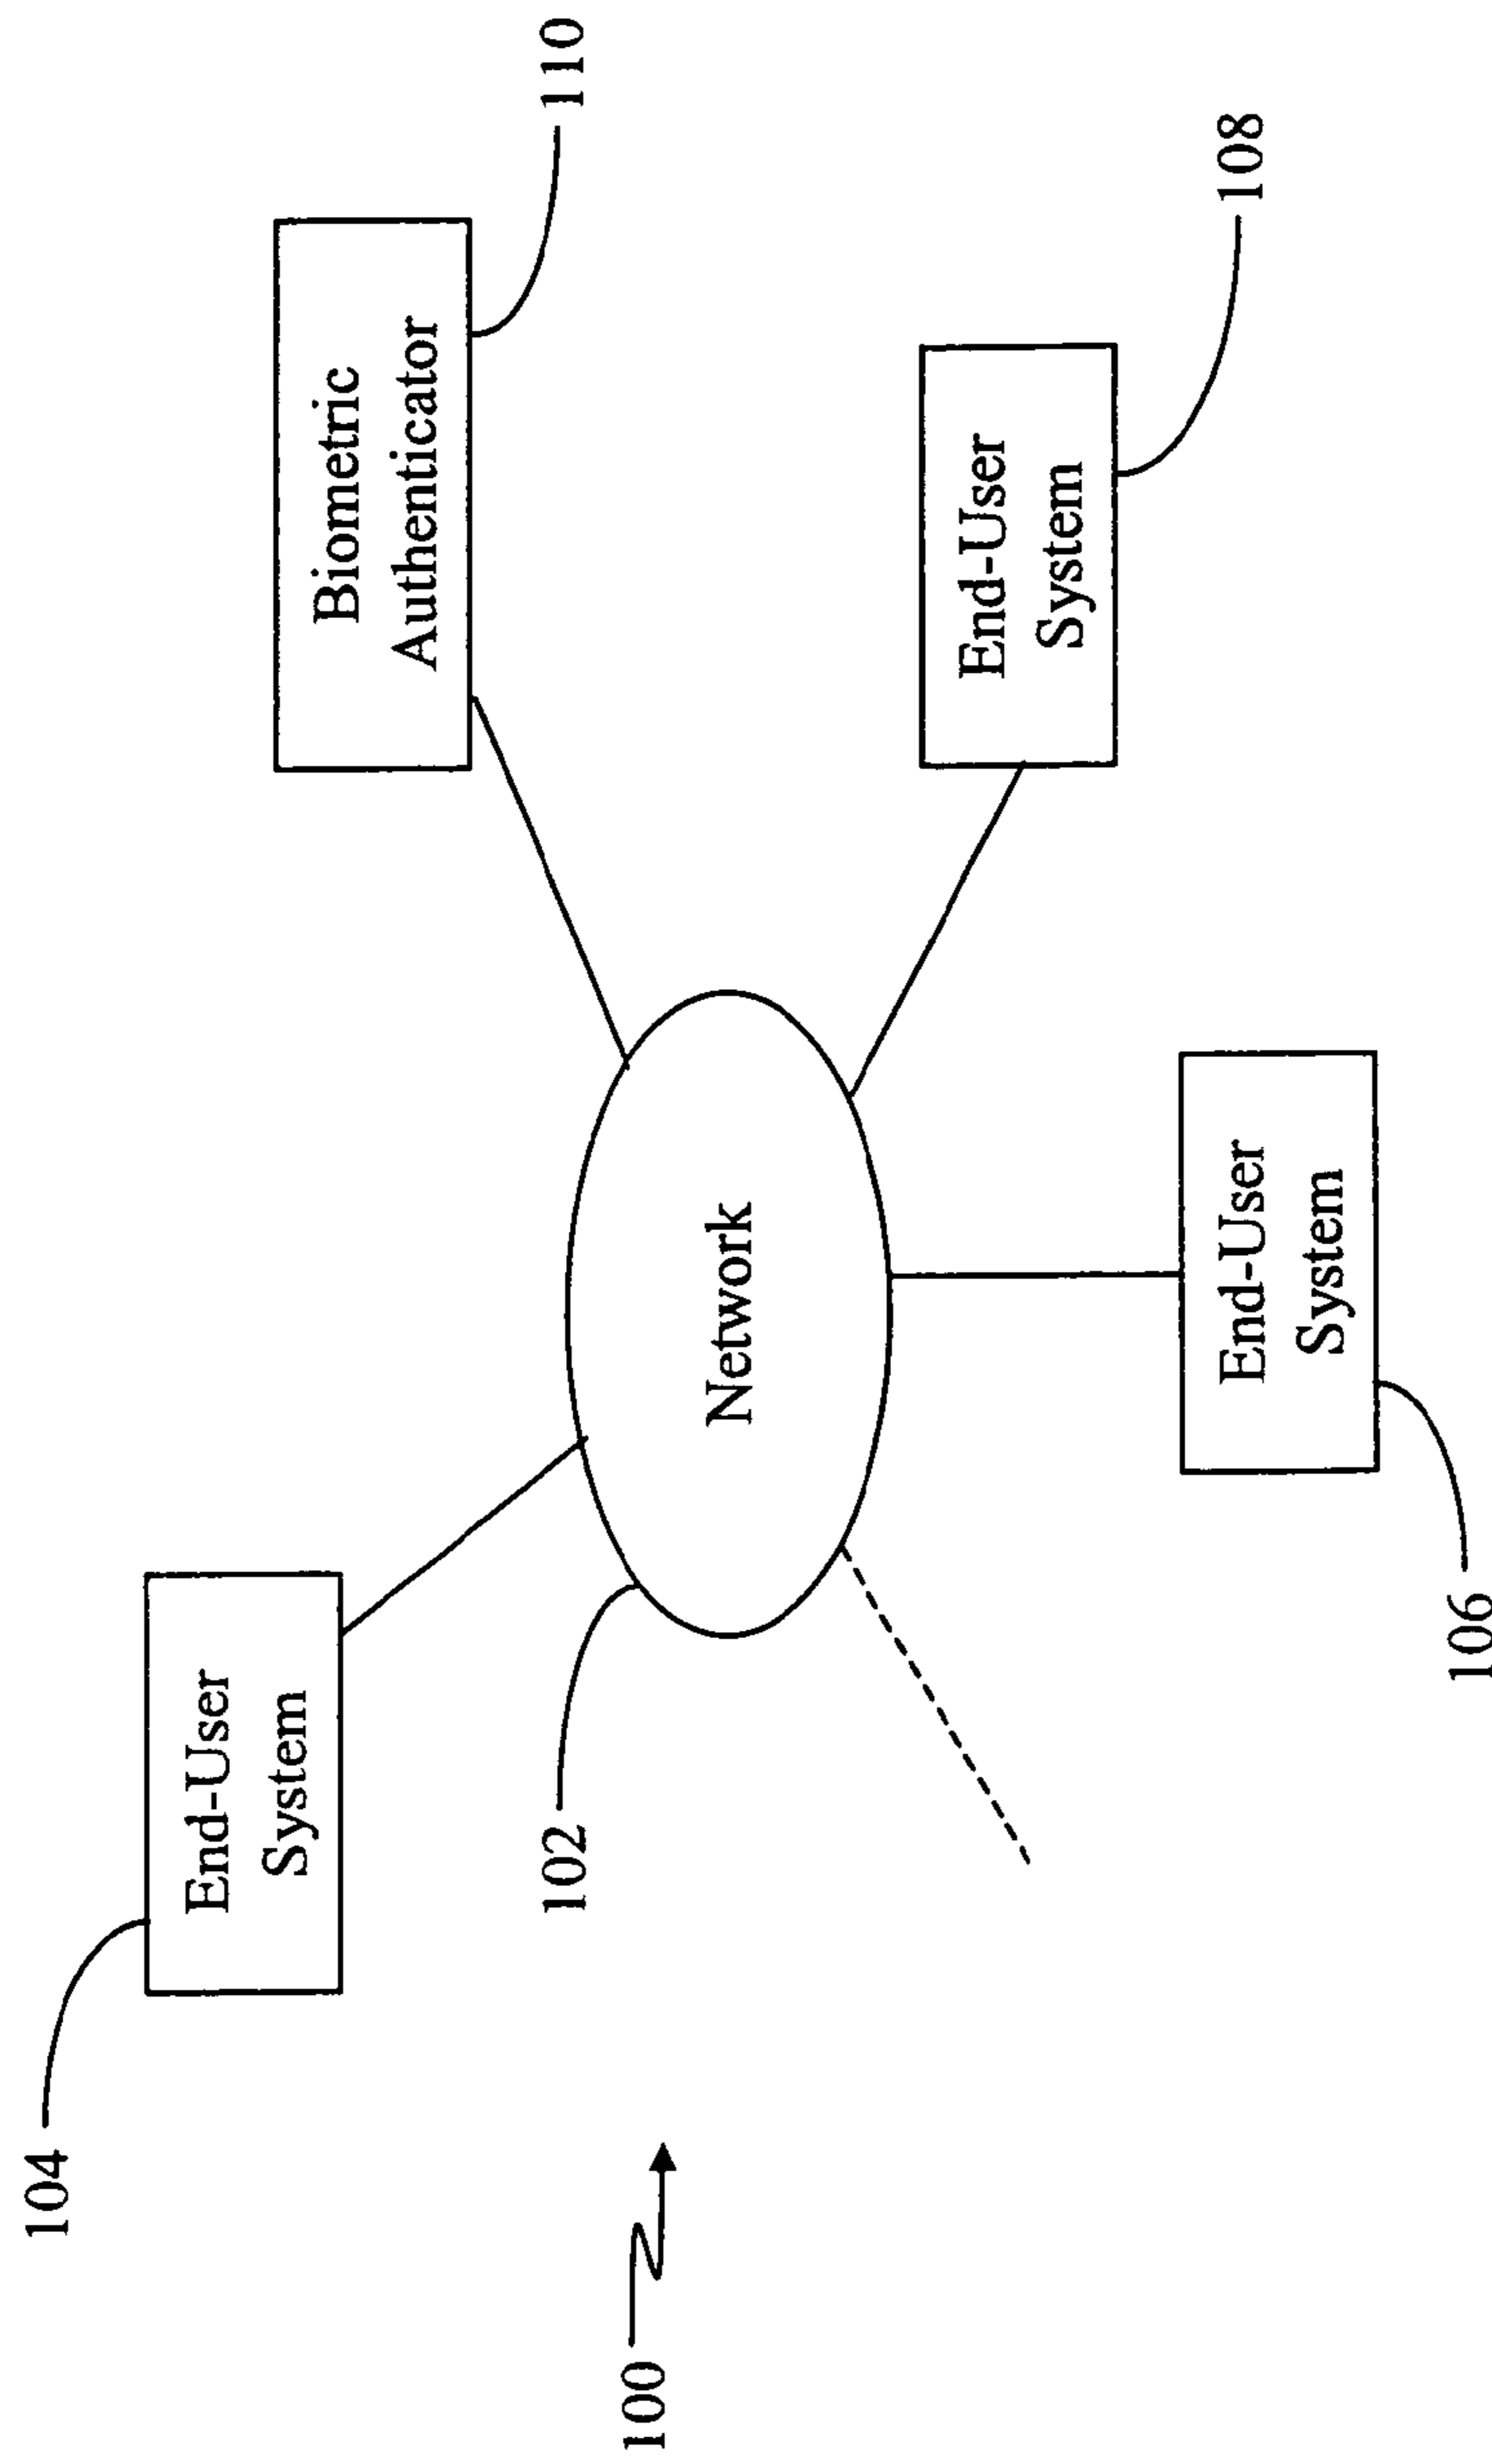 104
End-User
System
Biometric
Authenticator
110
102
Network
100
End-User
System
108
End-User
System
106